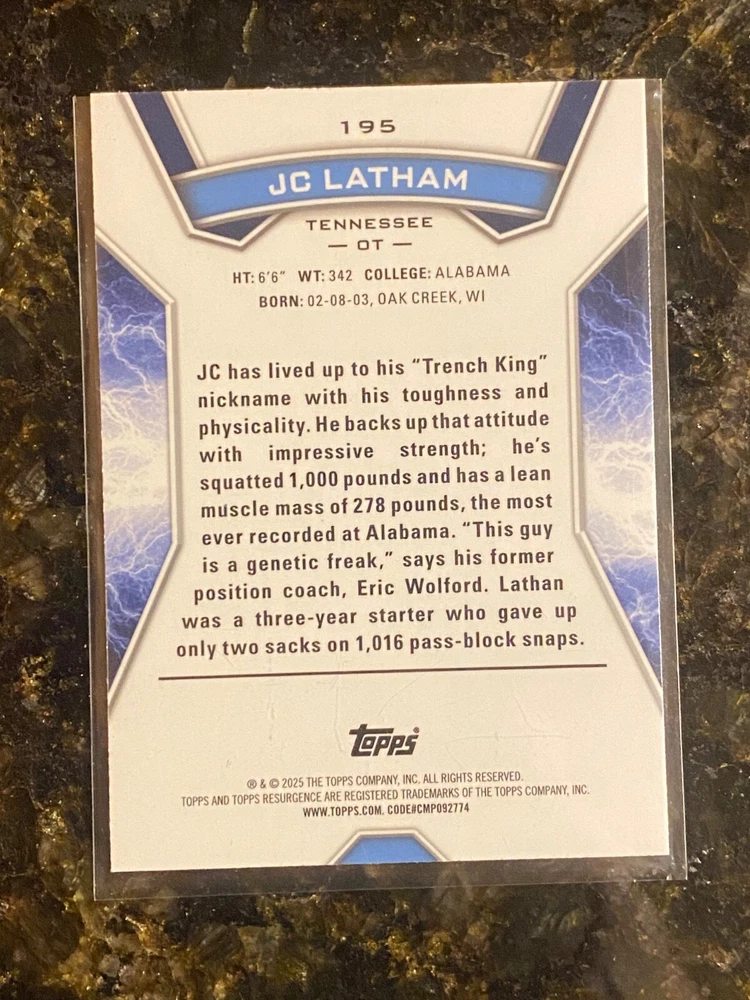 195
JC LATHAM
TENNESSEE
— OT —
HT: 6'6" WT: 342 COLLEGE: ALABAMA
BORN: 02-08-03, OAK CREEK, WI
JC has lived up to his "Trench King"
nickname with his toughness and
physicality. He backs up that attitude
with impressive strength; he's
squatted 1,000 pounds and has a lean
muscle mass of 278 pounds, the most
ever recorded at Alabama. "This guy
is a genetic freak," says his former
position coach, Eric Wolford. Lathan
was a three-year starter who gave up
only two sacks on 1,016 pass-block snaps.
topps®
® & © 2025 THE TOPPS COMPANY, INC. ALL RIGHTS RESERVED.
TOPPS AND TOPPS RESURGENCE ARE REGISTERED TRADEMARKS OF THE TOPPS COMPANY, INC.
WWW.TOPPS.COM. CODE#CMP092774